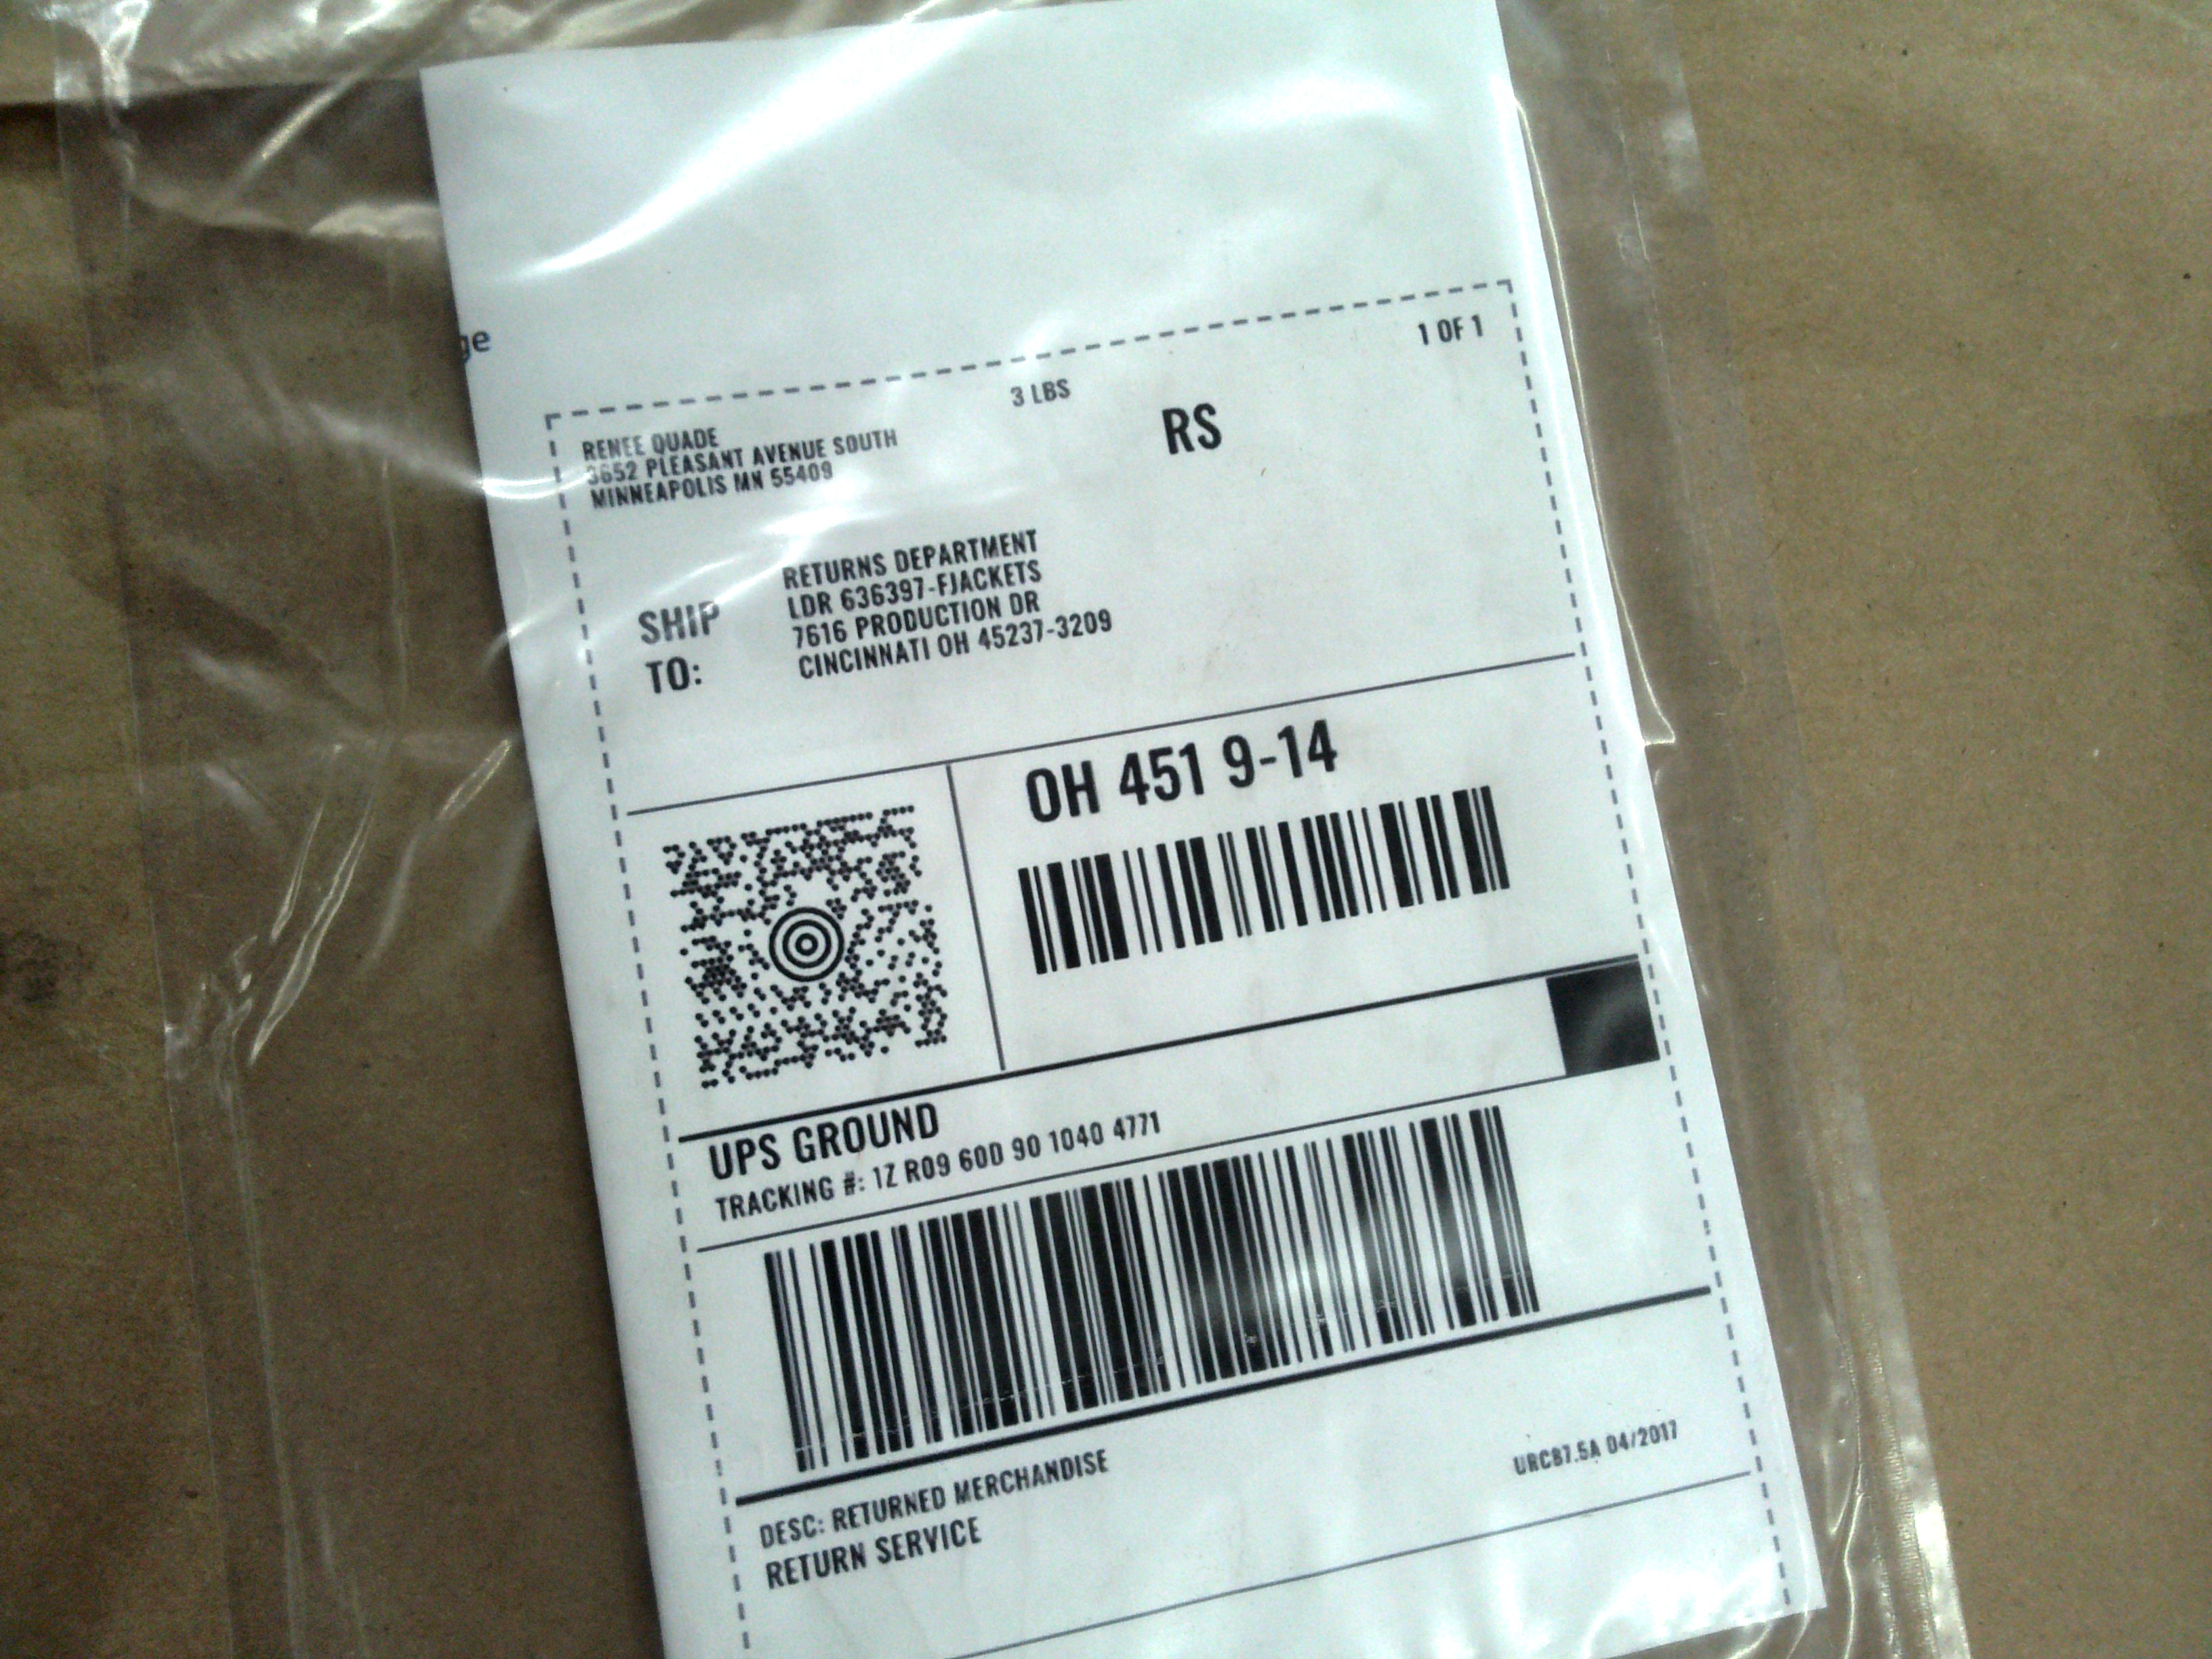 ge
1 OF 1
3 LBS
RS
RENEE QUADE
3652 PLEASANT AVENUE SOUTH
MINNEAPOLIS MN 55409
SHIP TO:
RETURNS DEPARTMENT
LDR 636397-FJACKETS
7616 PRODUCTION DR
CINCINNATI OH 45237-3209
OH 451 9-14
UPS GROUND
TRACKING #: 1Z R09 60D 90 1040 4771
DESC: RETURNED MERCHANDISE
RETURN SERVICE
URC87.5A 04/2017